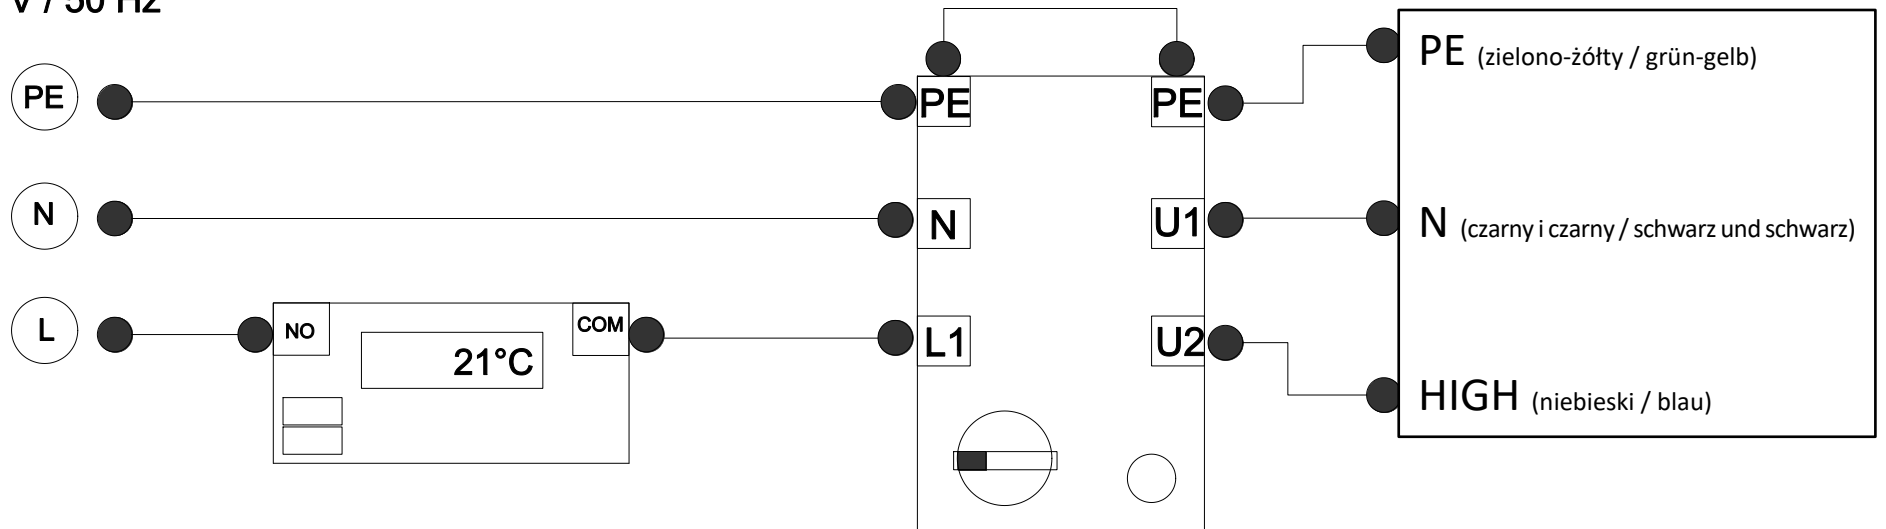 V / 50 Hz
PE
N
L
NO
COM
21°C
PE
N
L1
PE
U1
U2
PE (zielono-żółty / grün-gelb)
N (czarny i czarny / schwarz und schwarz)
HIGH (niebieski / blau)